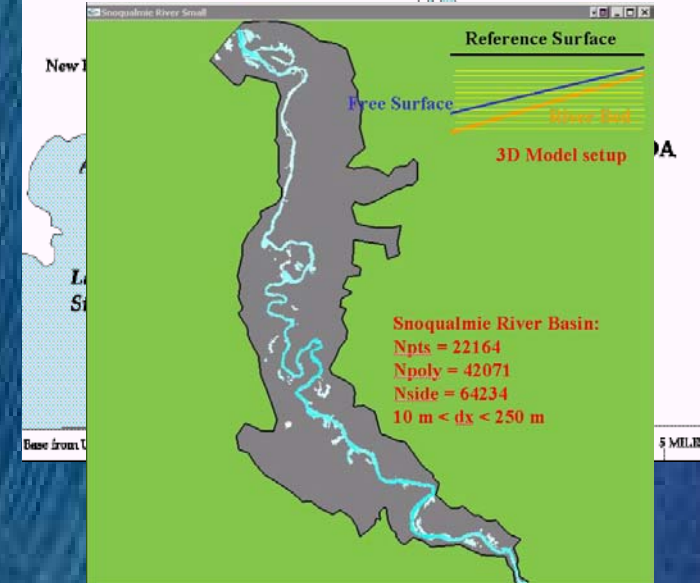 Snoqualmie River Small
Reference Surface
New
Free Surface
River Bed
3D Model setup
DA
Snoqualmie River Basin:
Npts = 22164
Npoly = 42071
Nside = 64234
10 m < dx < 250 m
Base from
5 MILE